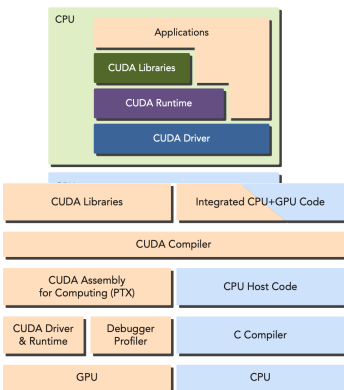 CPU
Applications
CUDA Libraries
CUDA Runtime
CUDA Driver
CUDA Libraries
Integrated CPU+GPU Code
CUDA Compiler
CUDA Assembly
for Computing (PTX)
CPU Host Code
CUDA Driver
& Runtime
Debugger
Profiler
C Compiler
GPU
CPU